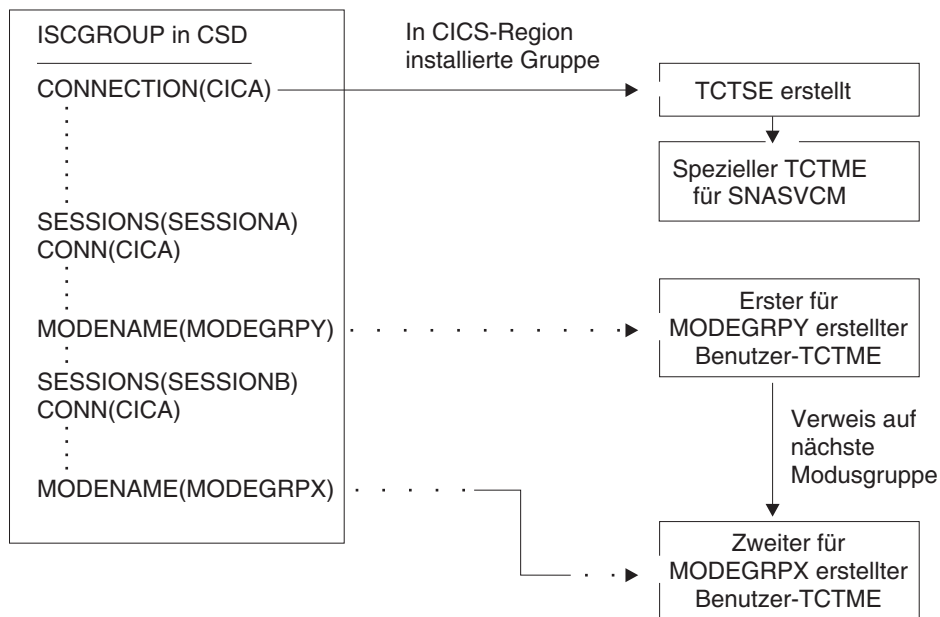 ISCGROUP in CSD
CONNECTION(CICA)
SESSIONS(SESSIONA)
CONN(CICA)
MODENAME(MODEGRPY)
SESSIONS(SESSIONB)
CONN(CICA)
MODENAME(MODEGRPX)
In CICS-Region
installierte Gruppe
TCTSE erstellt
Spezieller TCTME
für SNASVCM
Erster für
MODEGRPY erstellter
Benutzer-TCTME
Verweis auf
nächste
Modusgruppe
Zweiter für
MODEGRPX erstellter
Benutzer-TCTME